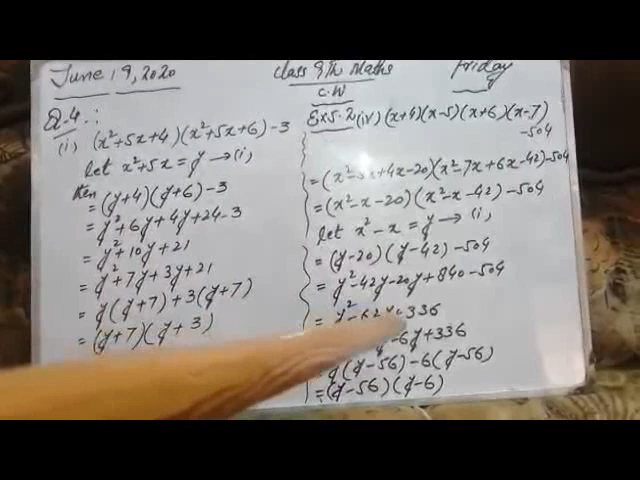 June 19, 2020
Class 9th Maths
C.W
Friday
Q.4 :
(i) (x²+5x+4)(x²+5x+6)-3
let x²+5x = y → (i)
then
= (y+4)(y+6)-3
= y²+6y+4y+24-3
= y²+10y+21
= y²+7y+3y+21
= y(y+7)+3(y+7)
= (y+7)(y+3)
Ex 5.2 (iv) (x+4)(x-5)(x+6)(x-7)
-504
= (x²-5x+4x-20)(x²-7x+6x-42)-504
= (x²-x-20)(x²-x-42)-504
let x²-x = y → (i)
= (y-20)(y-42)-504
= y²-42y-20y+840-504
= y²-62y+336
y-6y+336
= y(y-56)-6(y-56)
= (y-56)(y-6)